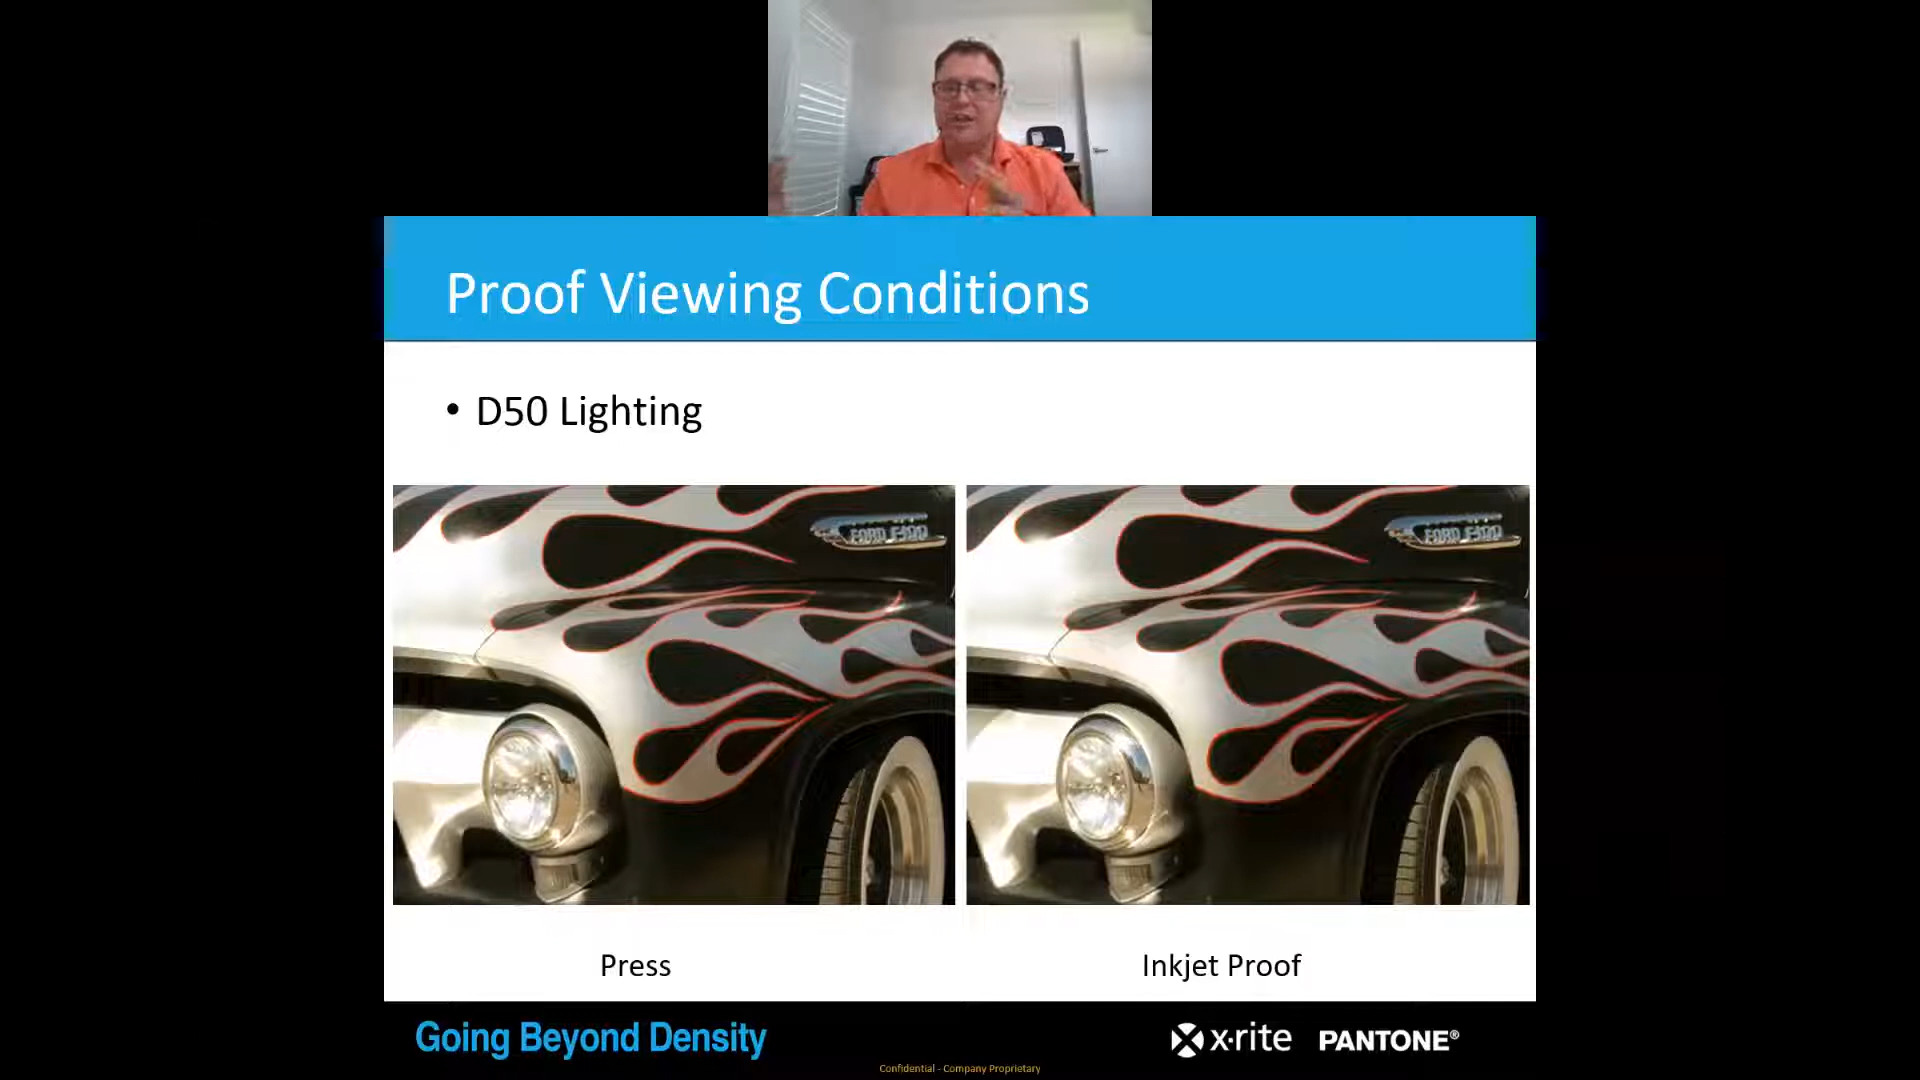 Proof Viewing Conditions
• D50 Lighting
FORD F100 FORD F100
Press Inkjet Proof
Going Beyond Density x·rite PANTONE®
Confidential - Company Proprietary